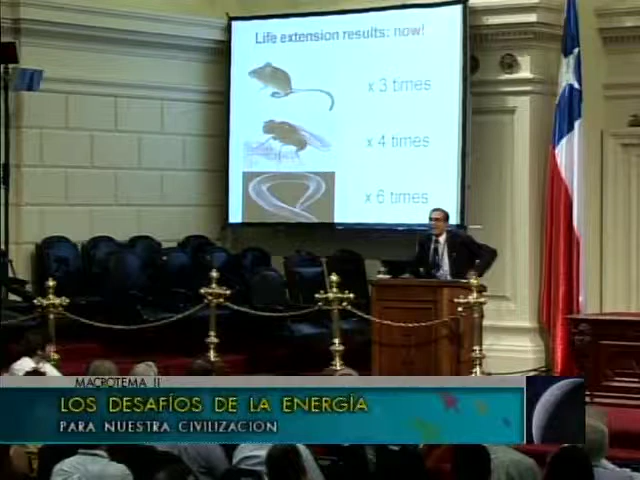 Life extension results: now!
x 3 times
x 4 times
x 6 times
MACROTEMA II
LOS DESAFÍOS DE LA ENERGÍA
PARA NUESTRA CIVILIZACION